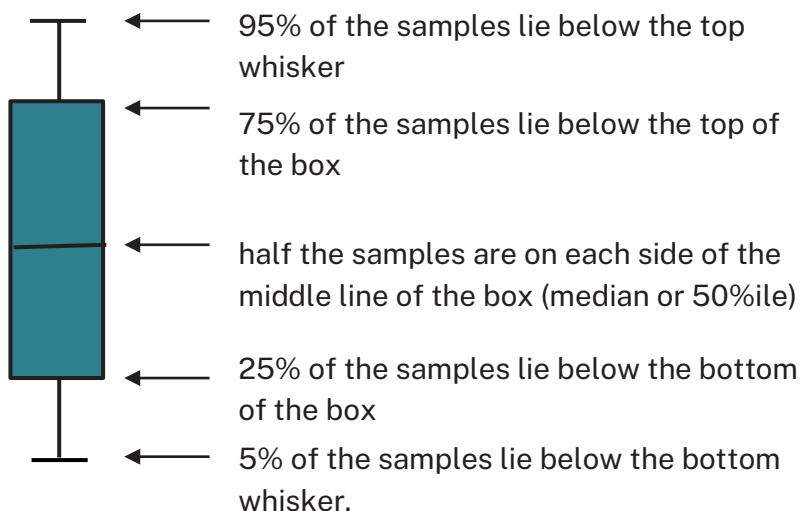 95% of the samples lie below the top
whisker
75% of the samples lie below the top of
the box
half the samples are on each side of the
middle line of the box (median or 50%ile)
25% of the samples lie below the bottom
of the box
5% of the samples lie below the bottom
whisker.